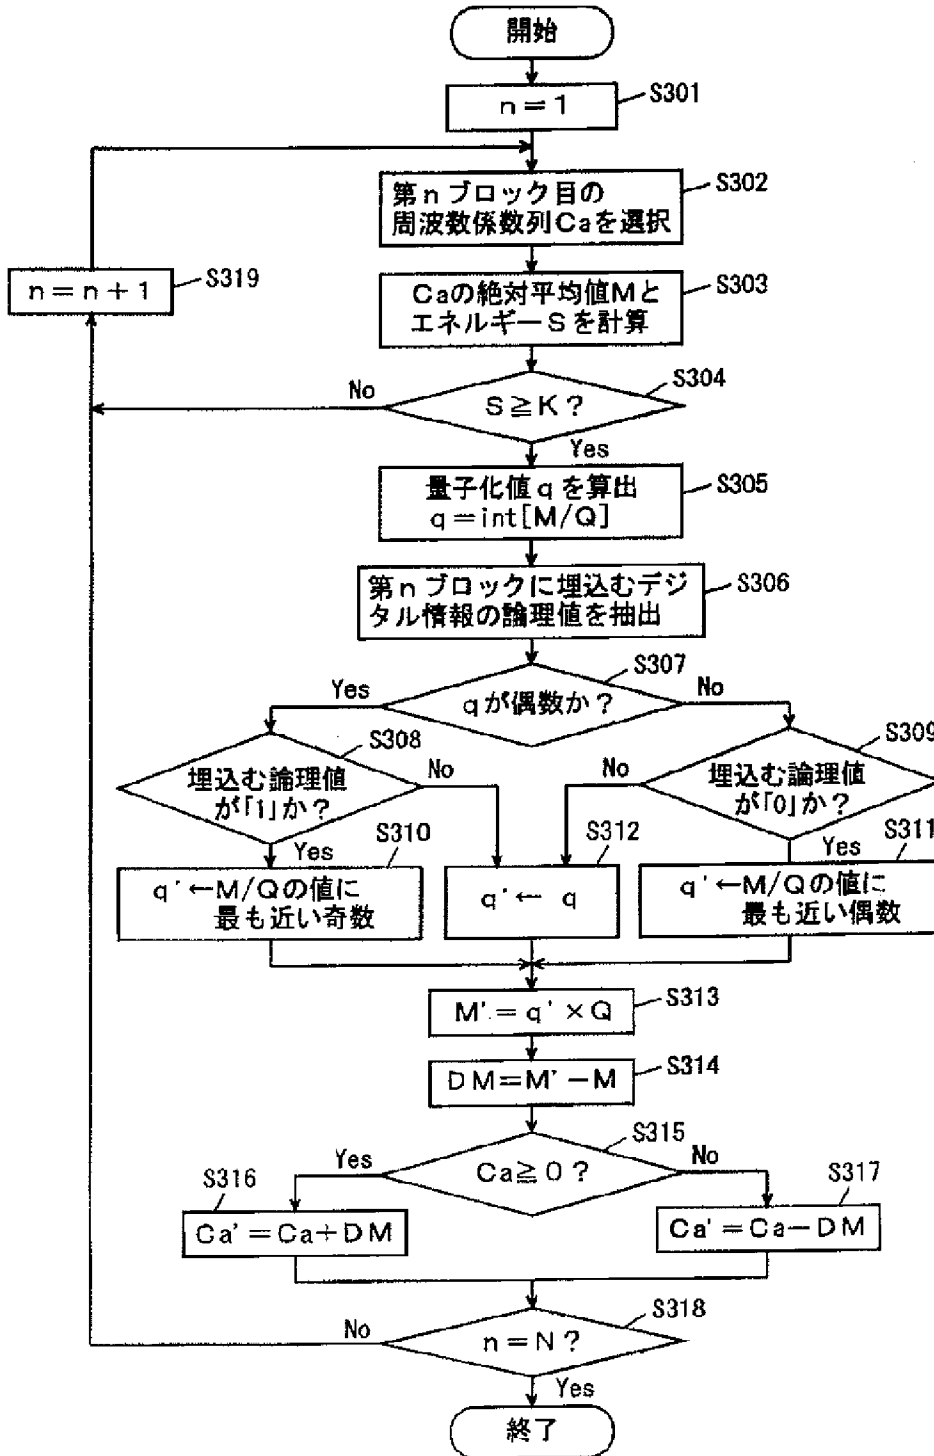 開始
n=1
S301
第nブロック目の
周波数係数列Caを選択
S302
n=n+1
S319
Caの絶対平均値Mと
エネルギーSを計算
S303
S≧K?
S304
No
Yes
量子化値qを算出
q=int[M/Q]
S305
第nブロックに埋込むデジ
タル情報の論理値を抽出
S306
qが偶数か?
S307
Yes
No
埋込む論理値
が「1」か?
S308
No
Yes
埋込む論理値
が「0」か?
S309
No
Yes
q'←M/Qの値に
最も近い奇数
S310
q'← q
S312
q'←M/Qの値に
最も近い偶数
S311
M'=q'×Q
S313
DM=M'-M
S314
Ca≧0?
S315
Yes
No
S316
Ca'=Ca+DM
S317
Ca'=Ca-DM
n=N?
S318
No
Yes
終了